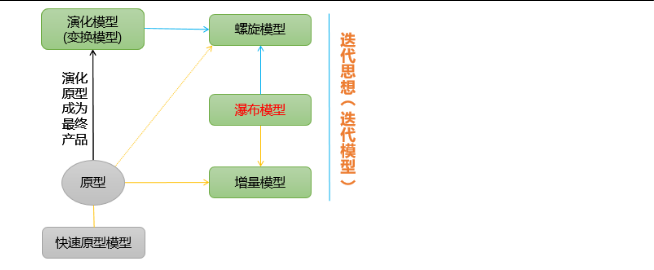 演化模型
(变换模型)
螺旋模型
演化
原型
成为
最终
产品
瀑布模型
原型
增量模型
快速原型模型
迭代思想（迭代模型）